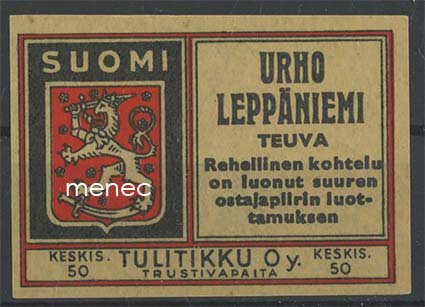 SUOMI
menec
URHO
LEPPÄNIEMI
TEUVA
Rehellinen kohtelu
on luonut suuren
ostajapiirin luot-
tamuksen
KESKIS.
50
TULITIKKU Oy.
TRUSTIVAPAITA
KESKIS.
50